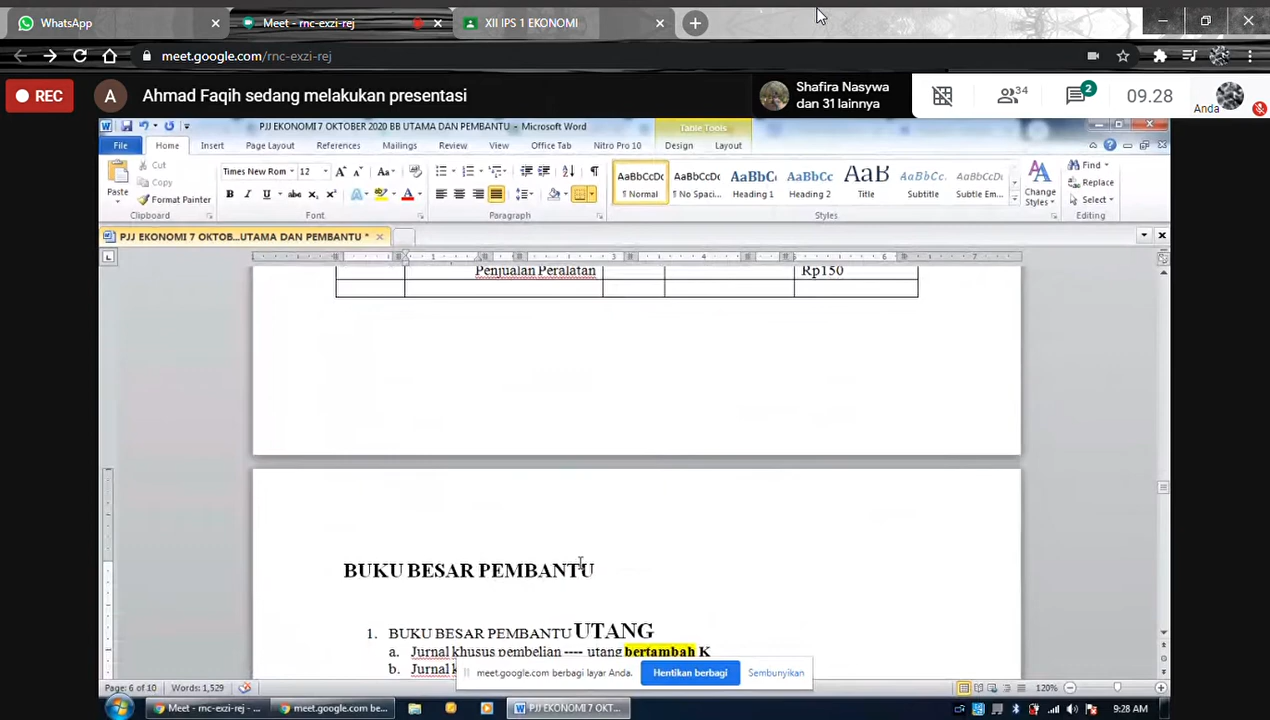 WhatsApp
Meet - rnc-exzi-rej
XII IPS 1 EKONOMI
meet.google.com/rnc-exzi-rej
REC
A
Ahmad Faqih sedang melakukan presentasi
Shafira Nasywa
dan 31 lainnya
34
2
09.28
Anda
PJJ EKONOMI 7 OKTOBER 2020 BB UTAMA DAN PEMBANTU - Microsoft Word
Table Tools
File
Home
Insert
Page Layout
References
Mailings
Review
View
Office Tab
Nitro Pro 10
Design
Layout
Paste
Cut
Copy
Format Painter
Clipboard
Times New Rom
12
Font
Paragraph
AaBbCcDc
¶ Normal
AaBbCcDc
¶ No Spaci...
AaBbC
Heading 1
AaBbCc
Heading 2
AaB
Title
AaBbCc.
Subtitle
AaBbCcDc
Subtle Em...
Change
Styles
Styles
Find
Replace
Select
Editing
PJJ EKONOMI 7 OKTOB...UTAMA DAN PEMBANTU *
Penjualan Peralatan
Rp150
BUKU BESAR PEMBANTU
1. BUKU BESAR PEMBANTU UTANG
a. Jurnal khusus pembelian ---- utang bertambah K
b. Jurnal k
meet.google.com berbagi layar Anda.
Hentikan berbagi
Sembunyikan
Page: 6 of 10
Words: 1,529
120%
Meet - rnc-exzi-rej - ...
meet.google.com be...
PJJ EKONOMI 7 OKT...
9:28 AM